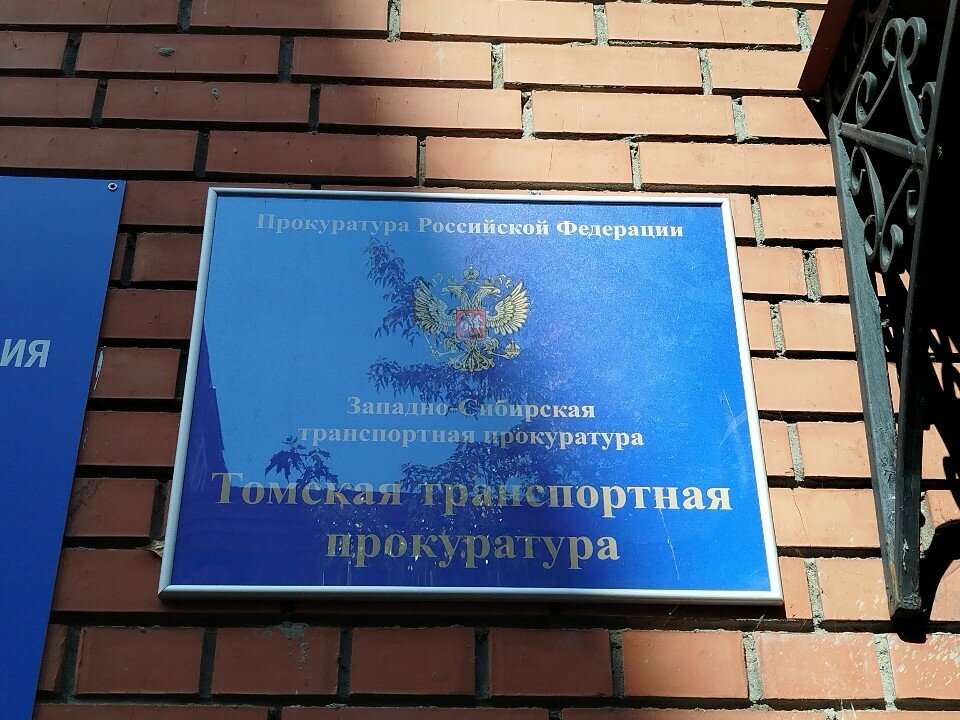 Прокуратура Российской Федерации
Западно-Сибирская
транспортная прокуратура
Томская транспортная
прокуратура
ИЯ